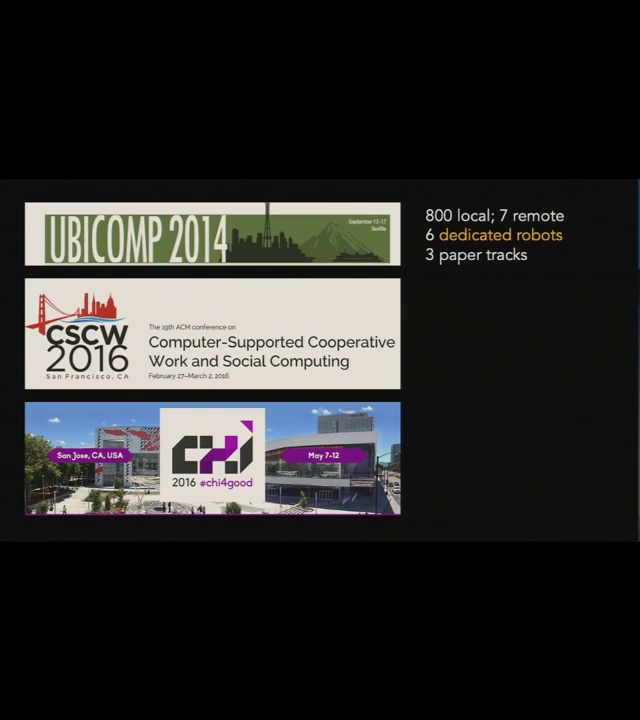 UBICOMP 2014
September 13-17
Seattle
800 local; 7 remote
6 dedicated robots
3 paper tracks
CSCW
2016
San Francisco, CA
The 19th ACM conference on
Computer-Supported Cooperative
Work and Social Computing
February 27–March 2, 2016
San Jose, CA, USA
CHI
2016 #chi4good
May 7-12